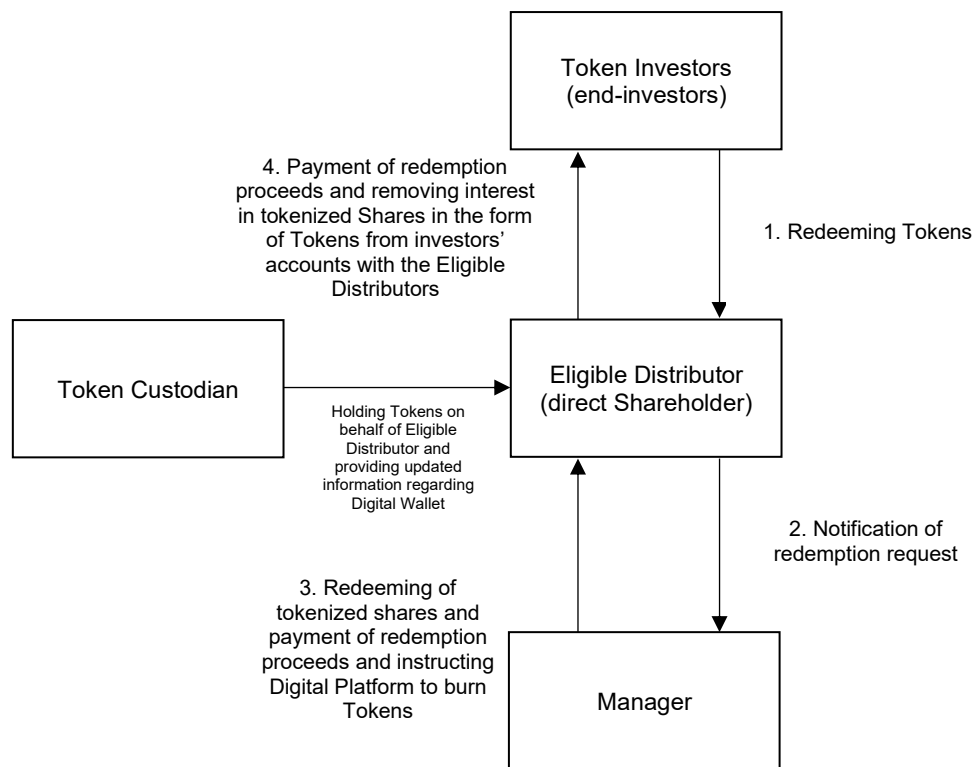 Token Investors
(end-investors)
4. Payment of redemption
proceeds and removing interest
in tokenized Shares in the form
of Tokens from investors’
accounts with the Eligible
Distributors
1. Redeeming Tokens
Token Custodian
Eligible Distributor
(direct Shareholder)
Holding Tokens on
behalf of Eligible
Distributor and
providing updated
information regarding
Digital Wallet
2. Notification of
redemption request
3. Redeeming of
tokenized shares and
payment of redemption
proceeds and instructing
Digital Platform to burn
Tokens
Manager